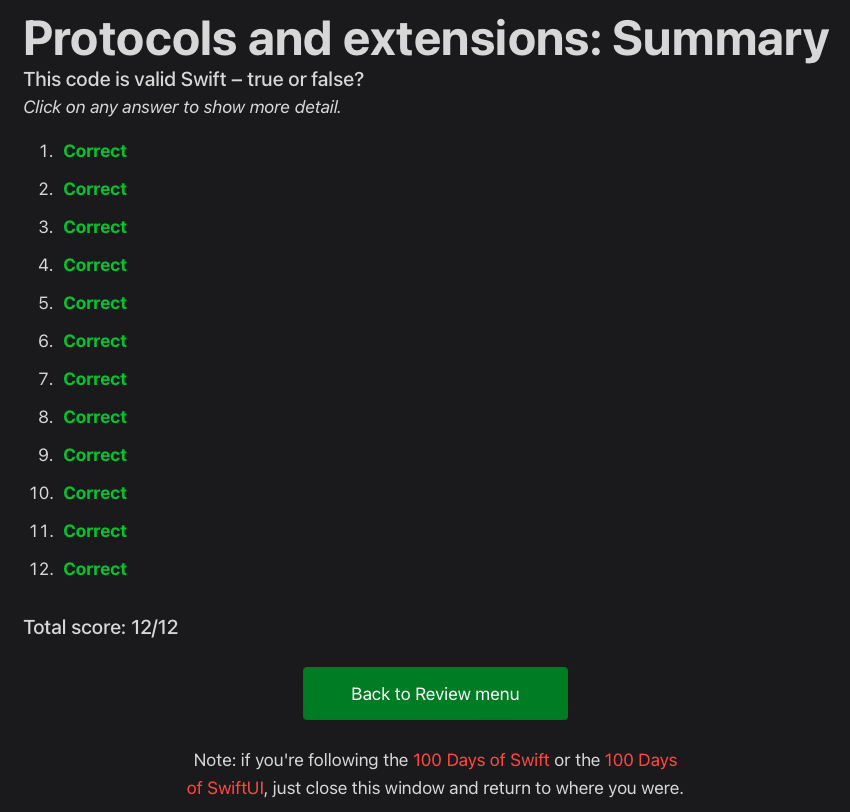 Protocols and extensions: Summary
This code is valid Swift – true or false?
Click on any answer to show more detail.
1. Correct
2. Correct
3. Correct
4. Correct
5. Correct
6. Correct
7. Correct
8. Correct
9. Correct
10. Correct
11. Correct
12. Correct
Total score: 12/12
Back to Review menu
Note: if you're following the 100 Days of Swift or the 100 Days
of SwiftUI, just close this window and return to where you were.